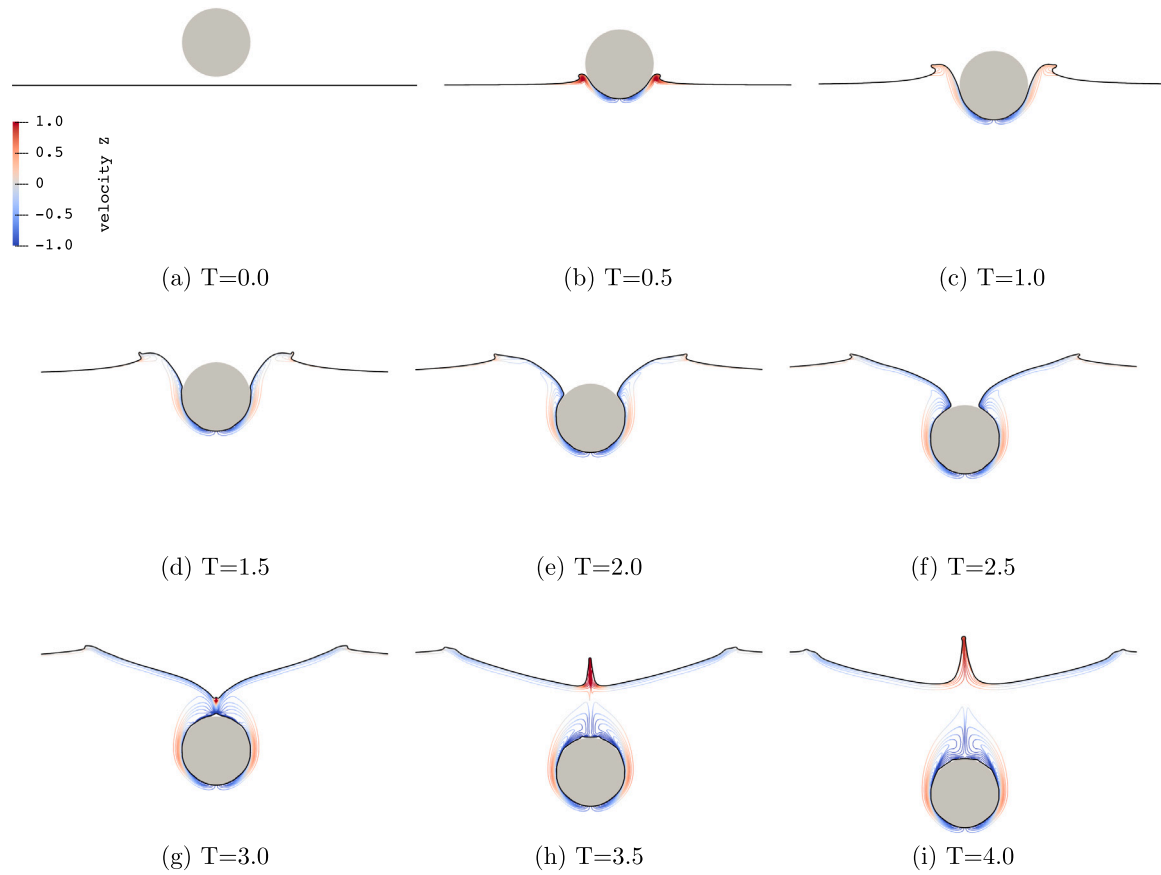 1.0
0.5
0
-0.5
-1.0
velocity Z
(a) T=0.0
(b) T=0.5
(c) T=1.0
(d) T=1.5
(e) T=2.0
(f) T=2.5
(g) T=3.0
(h) T=3.5
(i) T=4.0